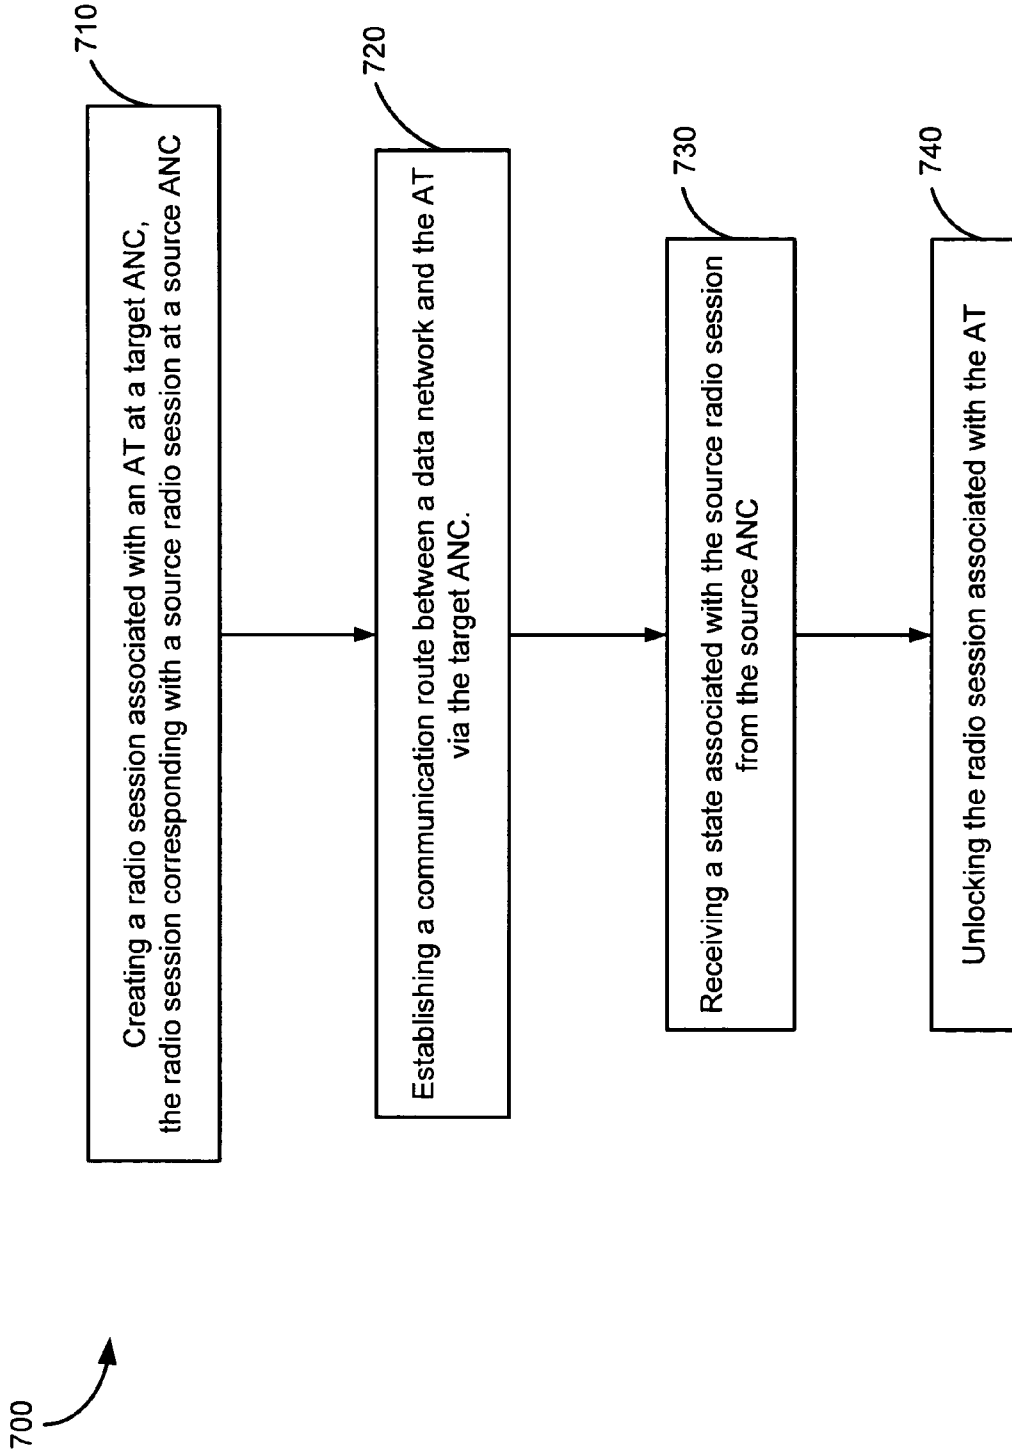 700
710
Creating a radio session associated with an AT at a target ANC,
the radio session corresponding with a source radio session at a source ANC
720
Establishing a communication route between a data network and the AT
via the target ANC.
730
Receiving a state associated with the source radio session
from the source ANC
740
Unlocking the radio session associated with the AT